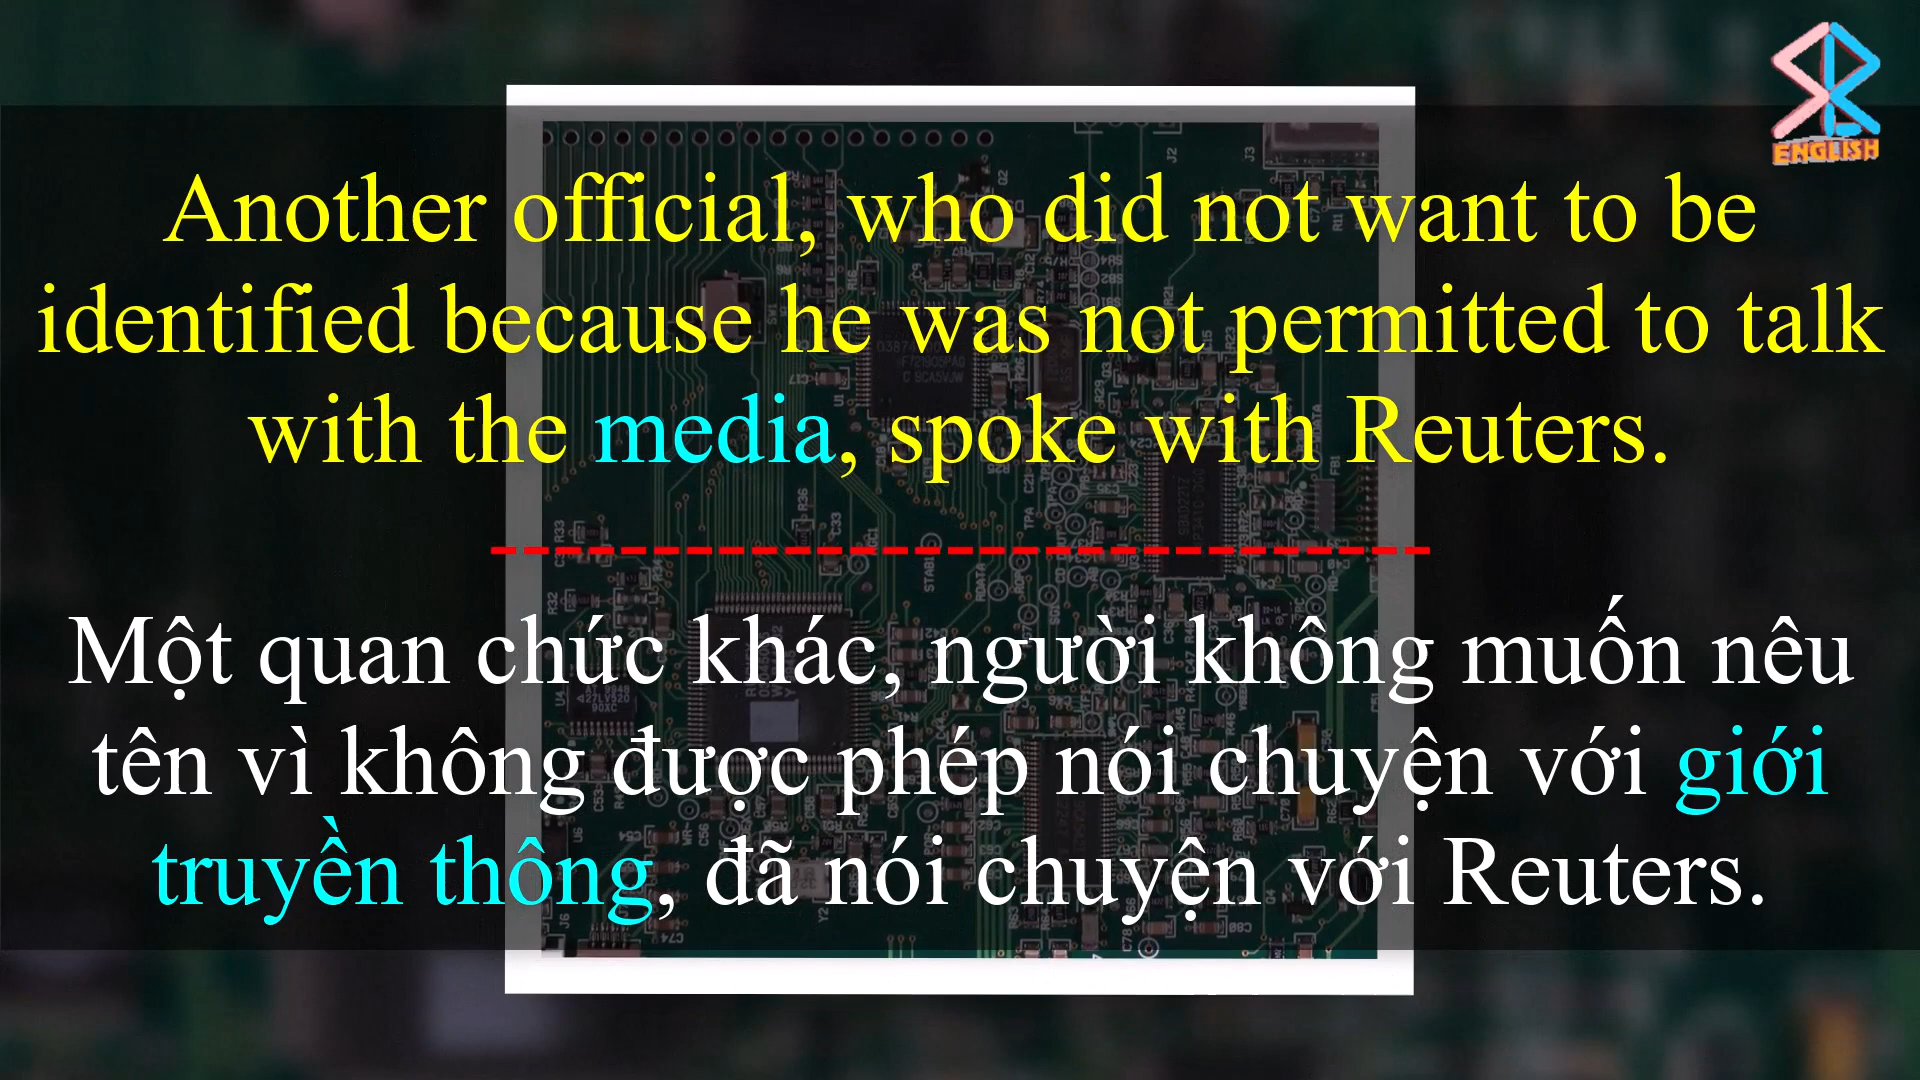 ENGLISH
Another official, who did not want to be
identified because he was not permitted to talk
with the media, spoke with Reuters.
Một quan chức khác, người không muốn nêu
tên vì không được phép nói chuyện với giới
truyền thông, đã nói chuyện với Reuters.